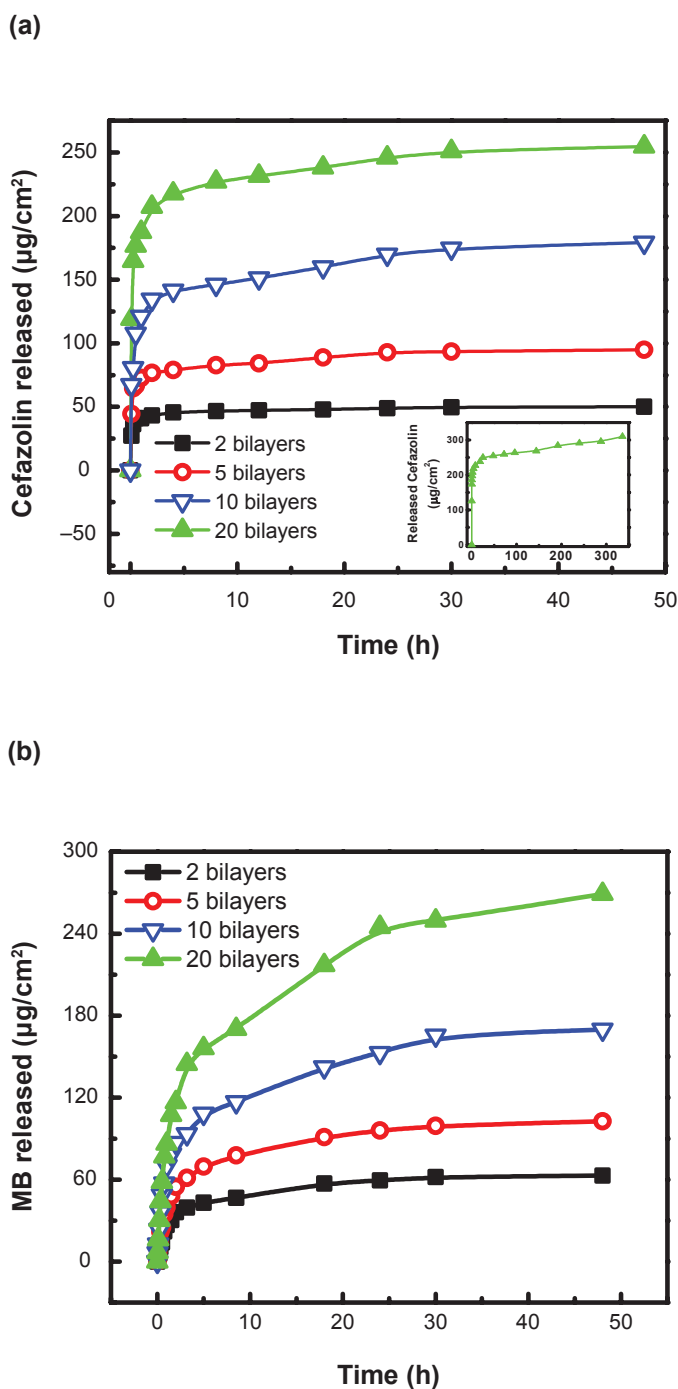 (a)
Cefazolin released (µg/cm²)
250
200
150
100
50
0
–50
2 bilayers
5 bilayers
10 bilayers
20 bilayers
Released Cefazolin
(µg/cm²)
300
200
100
0
0 100 200 300
0 10 20 30 40 50
Time (h)
(b)
MB released (µg/cm²)
300
240
180
120
60
0
2 bilayers
5 bilayers
10 bilayers
20 bilayers
0 10 20 30 40 50
Time (h)